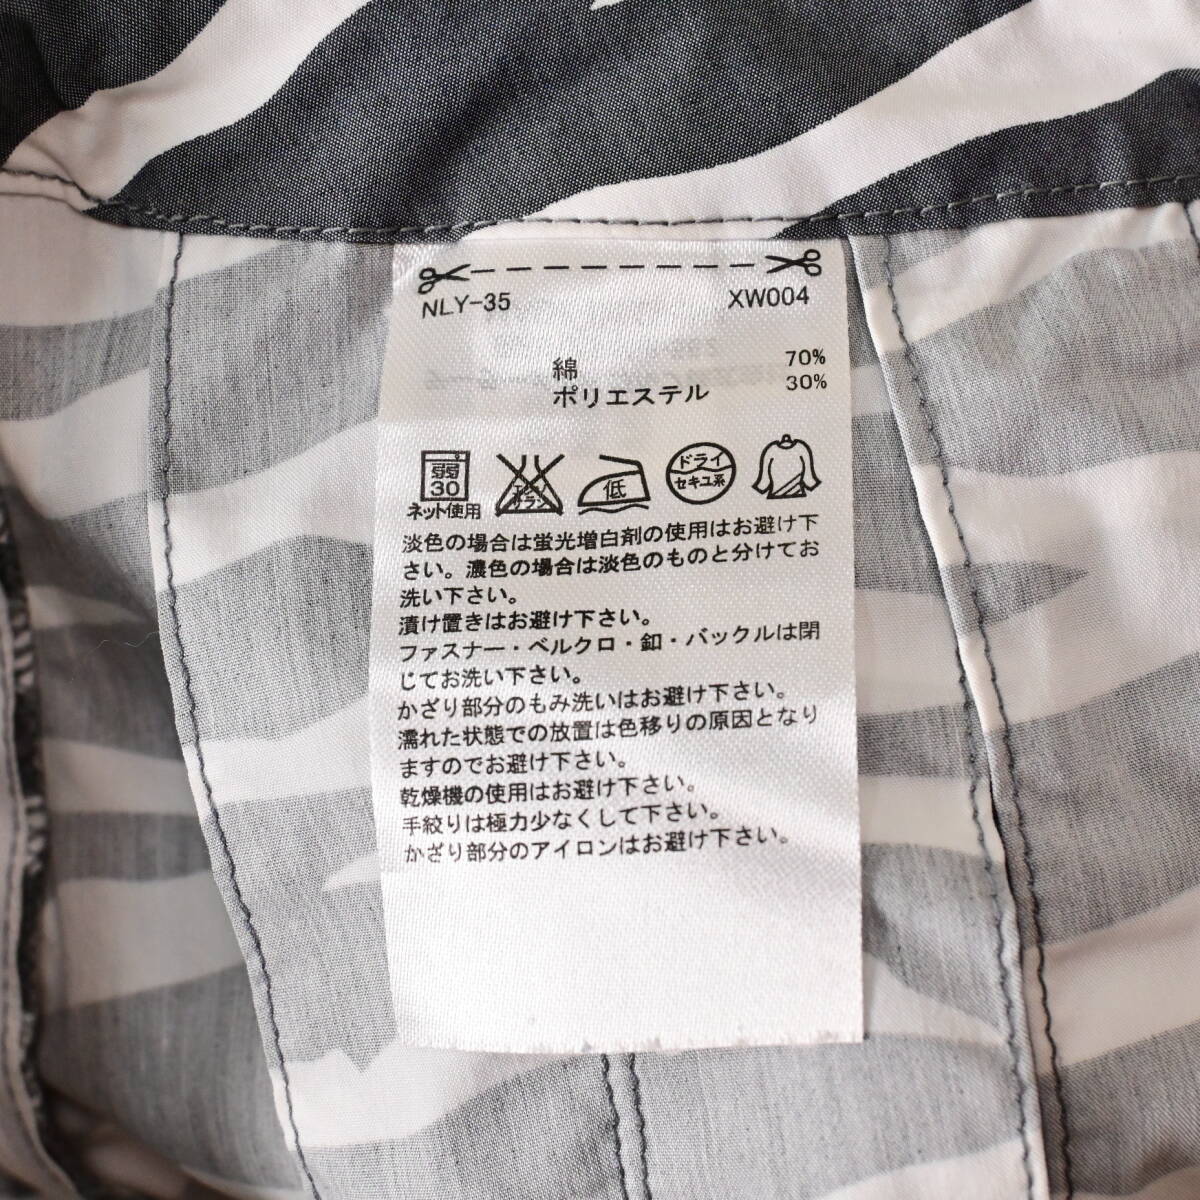 NLY-35 XW004
綿 70%
ポリエステル 30%
弱 30 低 ドライ セキユ系
ネット使用
淡色の場合は蛍光増白剤の使用はお避け下
さい。濃色の場合は淡色のものと分けてお
洗い下さい。
漬け置きはお避け下さい。
ファスナー・ベルクロ・釦・バックルは閉
じてお洗い下さい。
かざり部分のもみ洗いはお避け下さい。
濡れた状態での放置は色移りの原因となり
ますのでお避け下さい。
乾燥機の使用はお避け下さい。
手絞りは極力少なくして下さい。
かざり部分のアイロンはお避け下さい。